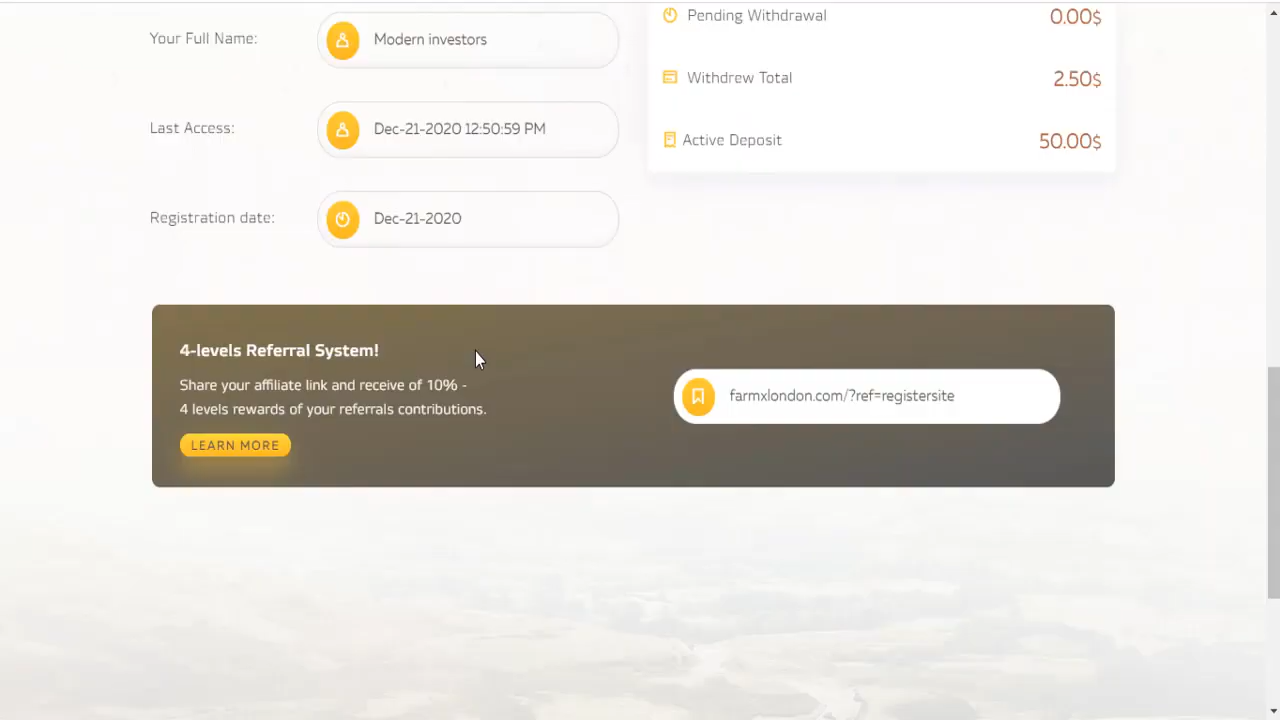 Your Full Name:
Modern investors
Last Access:
Dec-21-2020 12:50:59 PM
Registration date:
Dec-21-2020
Pending Withdrawal
0.00$
Withdrew Total
2.50$
Active Deposit
50.00$
4-levels Referral System!
Share your affiliate link and receive of 10% -
4 levels rewards of your referrals contributions.
LEARN MORE
farmxlondon.com/?ref=registersite